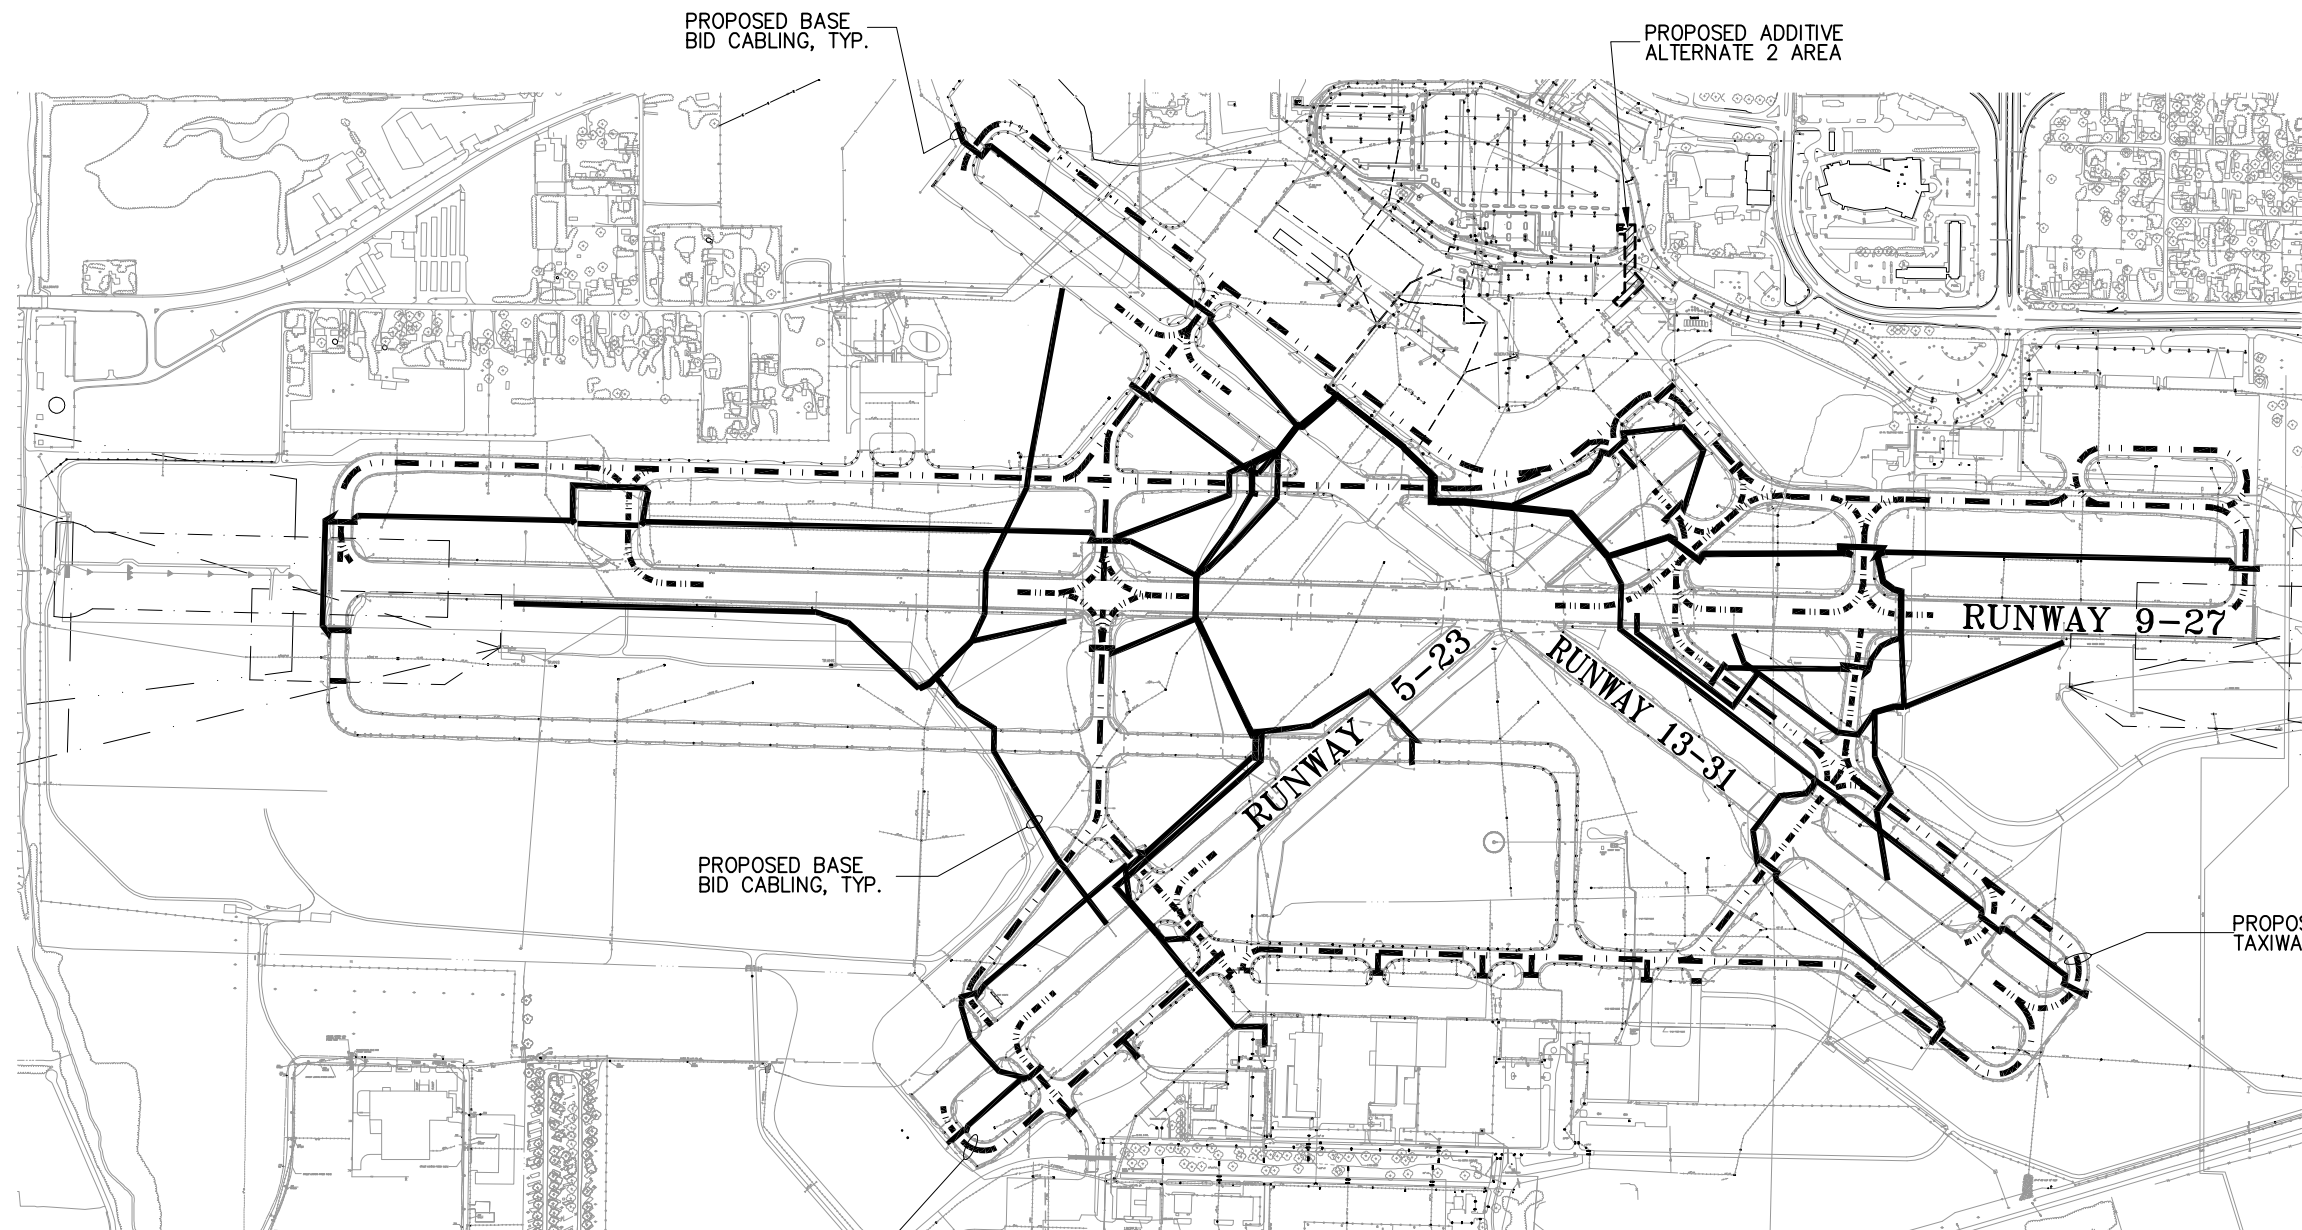 PROPOSED BASE
BID CABLING, TYP.
PROPOSED ADDITIVE
ALTERNATE 2 AREA
RUNWAY 9-27
RUNWAY 5-23
RUNWAY 13-31
PROPOSED BASE
BID CABLING, TYP.
PROPOS
TAXIWA